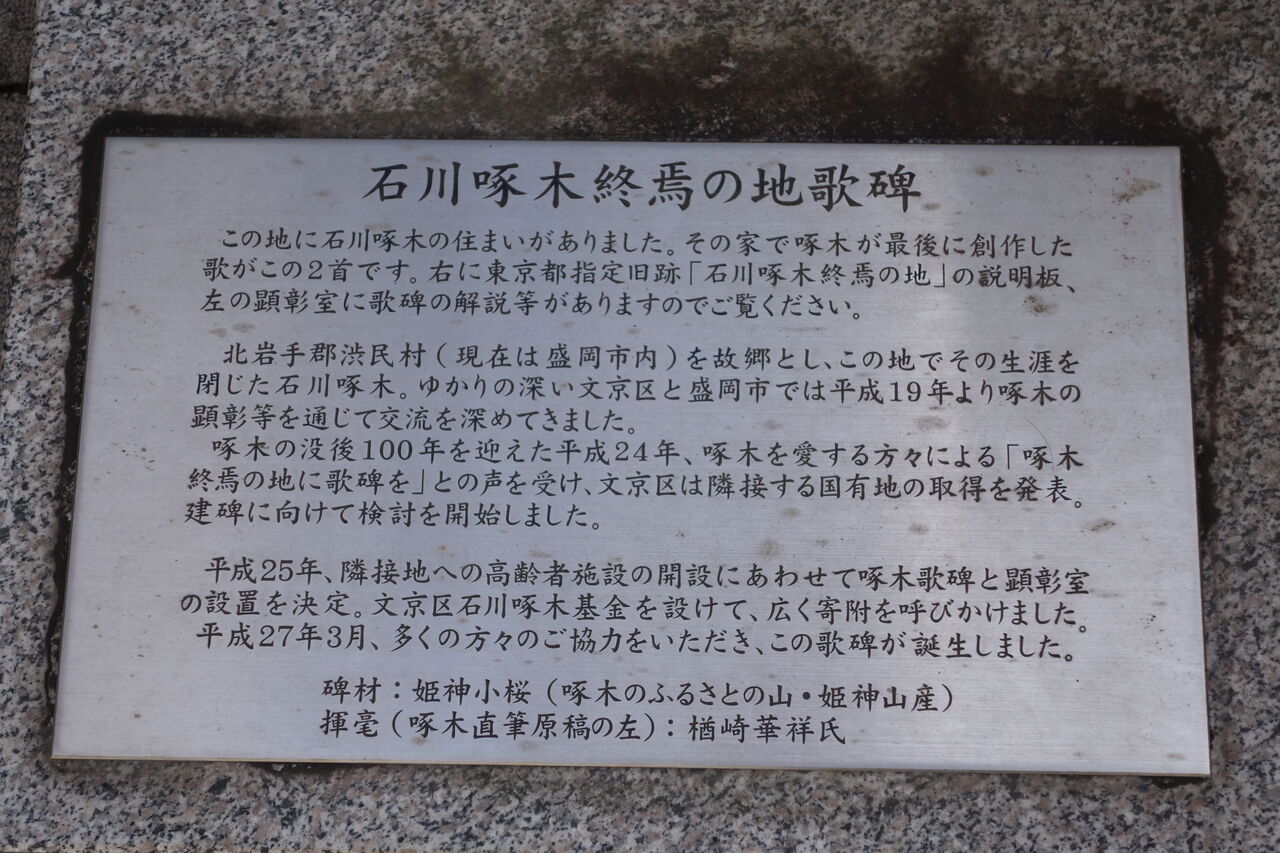 石川啄木終焉の地歌碑
この地に石川啄木の住まいがありました。その家で啄木が最後に創作した
歌がこの2首です。右に東京都指定旧跡「石川啄木終焉の地」の説明板、
左の顕彰室に歌碑の解説等がありますのでご覧ください。
北岩手郡渋民村(現在は盛岡市内)を故郷とし、この地でその生涯を
閉じた石川啄木。ゆかりの深い文京区と盛岡市では平成19年より啄木の
顕彰等を通じて交流を深めてきました。
啄木の没後100年を迎えた平成24年、啄木を愛する方々による「啄木
終焉の地に歌碑を」との声を受け、文京区は隣接する国有地の取得を発表。
建碑に向けて検討を開始しました。
平成25年、隣接地への高齢者施設の開設にあわせて啄木歌碑と顕彰室
の設置を決定。文京区石川啄木基金を設けて、広く寄附を呼びかけました。
平成27年3月、多くの方々のご協力をいただき、この歌碑が誕生しました。
碑材:姫神小桜(啄木のふるさとの山・姫神山産)
揮毫(啄木直筆原稿の左):楢崎華祥氏